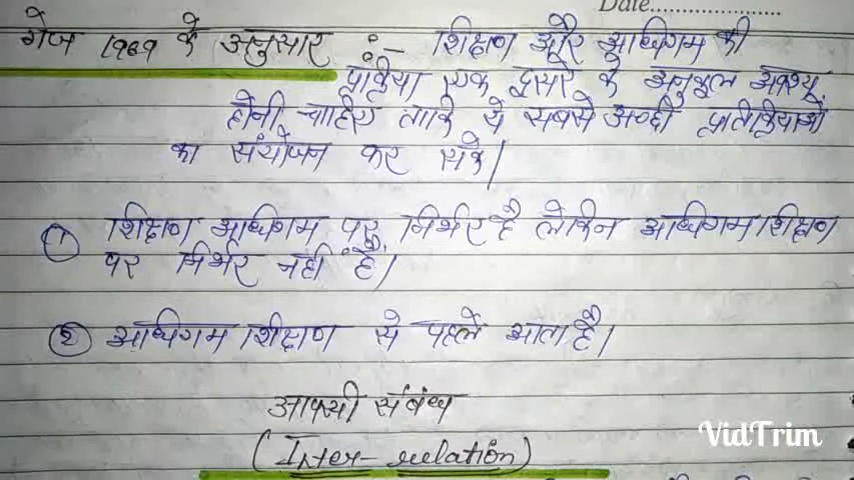 Date
गेज 1969 के अनुसार :- शिक्षण और अधिगम की
प्रक्रिया एक दूसरे के अनुकूल अवश्य
होनी चाहिए ताकि ये सबसे अच्छी प्रतिक्रियाओं
का संयोजन कर सके।
① शिक्षण अधिगम पर निर्भर है लेकिन अधिगम शिक्षण
पर निर्भर नहीं है।
② अधिगम शिक्षण से पहले आता है।
आपसी संबंध
(Inter-relation)
VidTrim